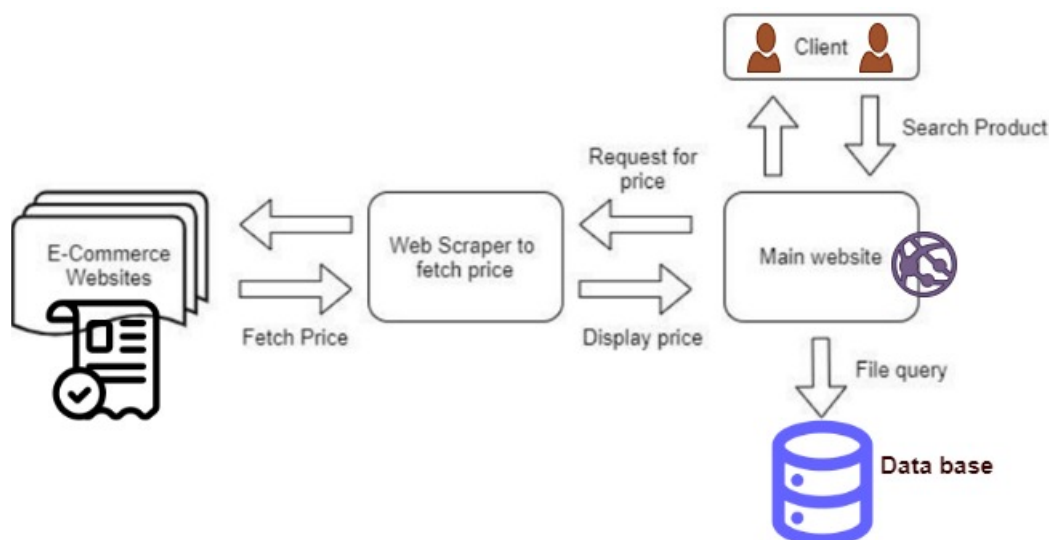 Client
Search Product
Request for
price
E-Commerce
Websites
Web Scraper to
fetch price
Main website
Fetch Price
Display price
File query
Data base